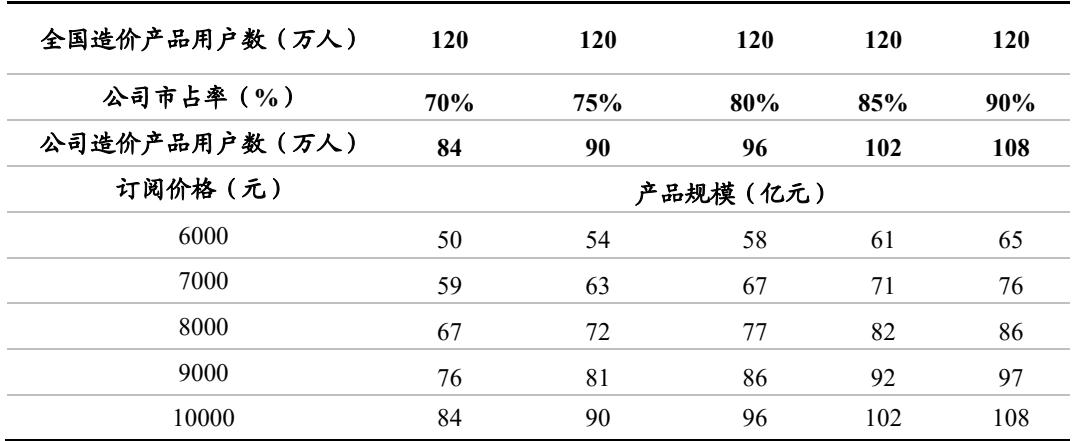 全国造价产品用户数（万人） 120 120 120 120 120
公司市占率（%） 70% 75% 80% 85% 90%
公司造价产品用户数（万人） 84 90 96 102 108
订阅价格（元） 产品规模（亿元）
6000 50 54 58 61 65
7000 59 63 67 71 76
8000 67 72 77 82 86
9000 76 81 86 92 97
10000 84 90 96 102 108